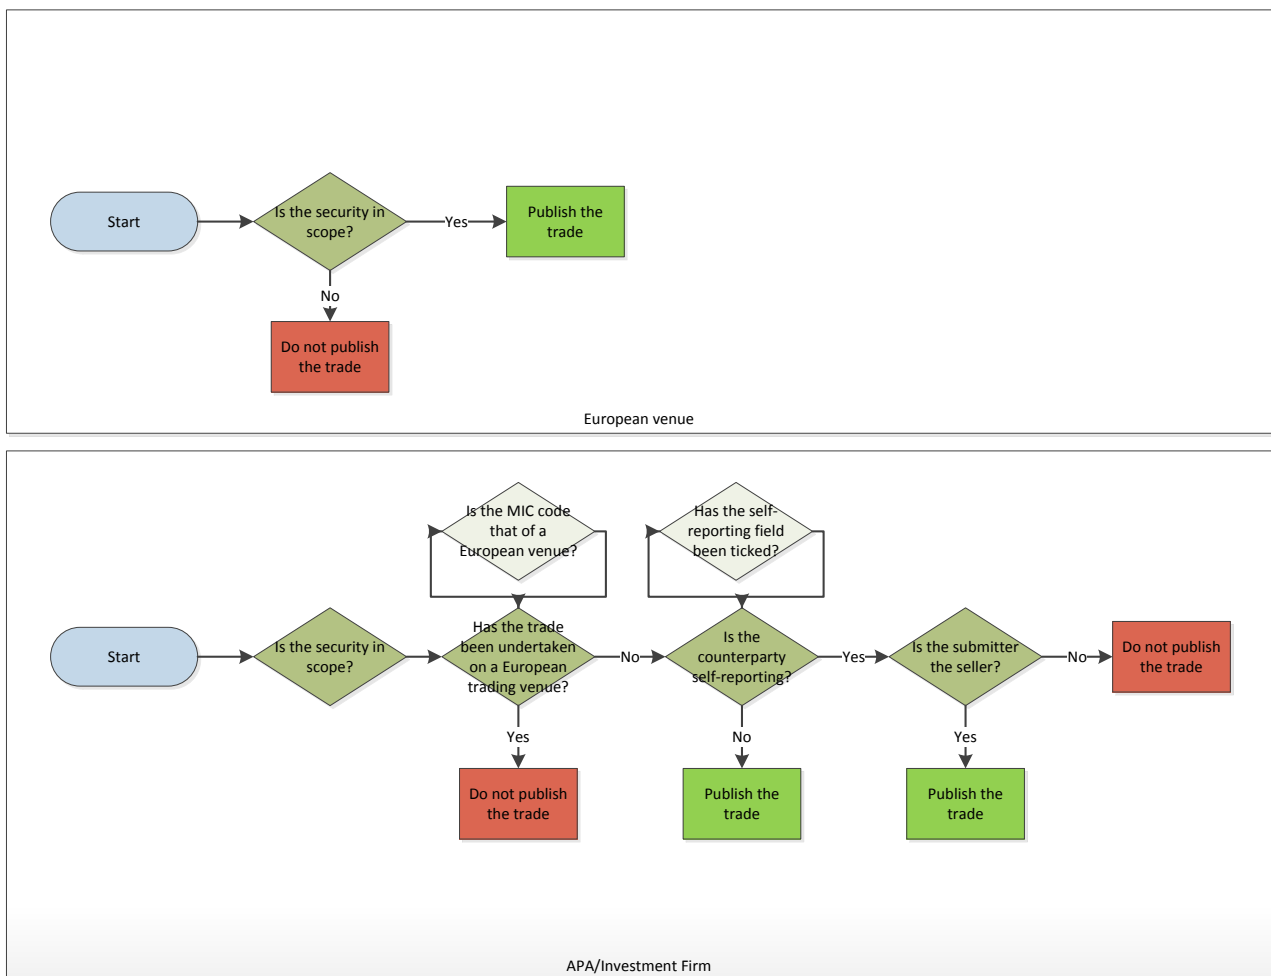 Start
Is the security in
scope?
Yes
Publish the
trade
No
Do not publish
the trade
European venue
Is the MIC code
that of a
European venue?
Has the self-
reporting field
been ticked?
Start
Is the security in
scope?
Has the trade
been undertaken
on a European
trading venue?
No
Is the
counterparty
self-reporting?
Yes
Is the submitter
the seller?
No
Do not publish
the trade
Yes
No
Yes
Do not publish
the trade
Publish the
trade
Publish the
trade
APA/Investment Firm